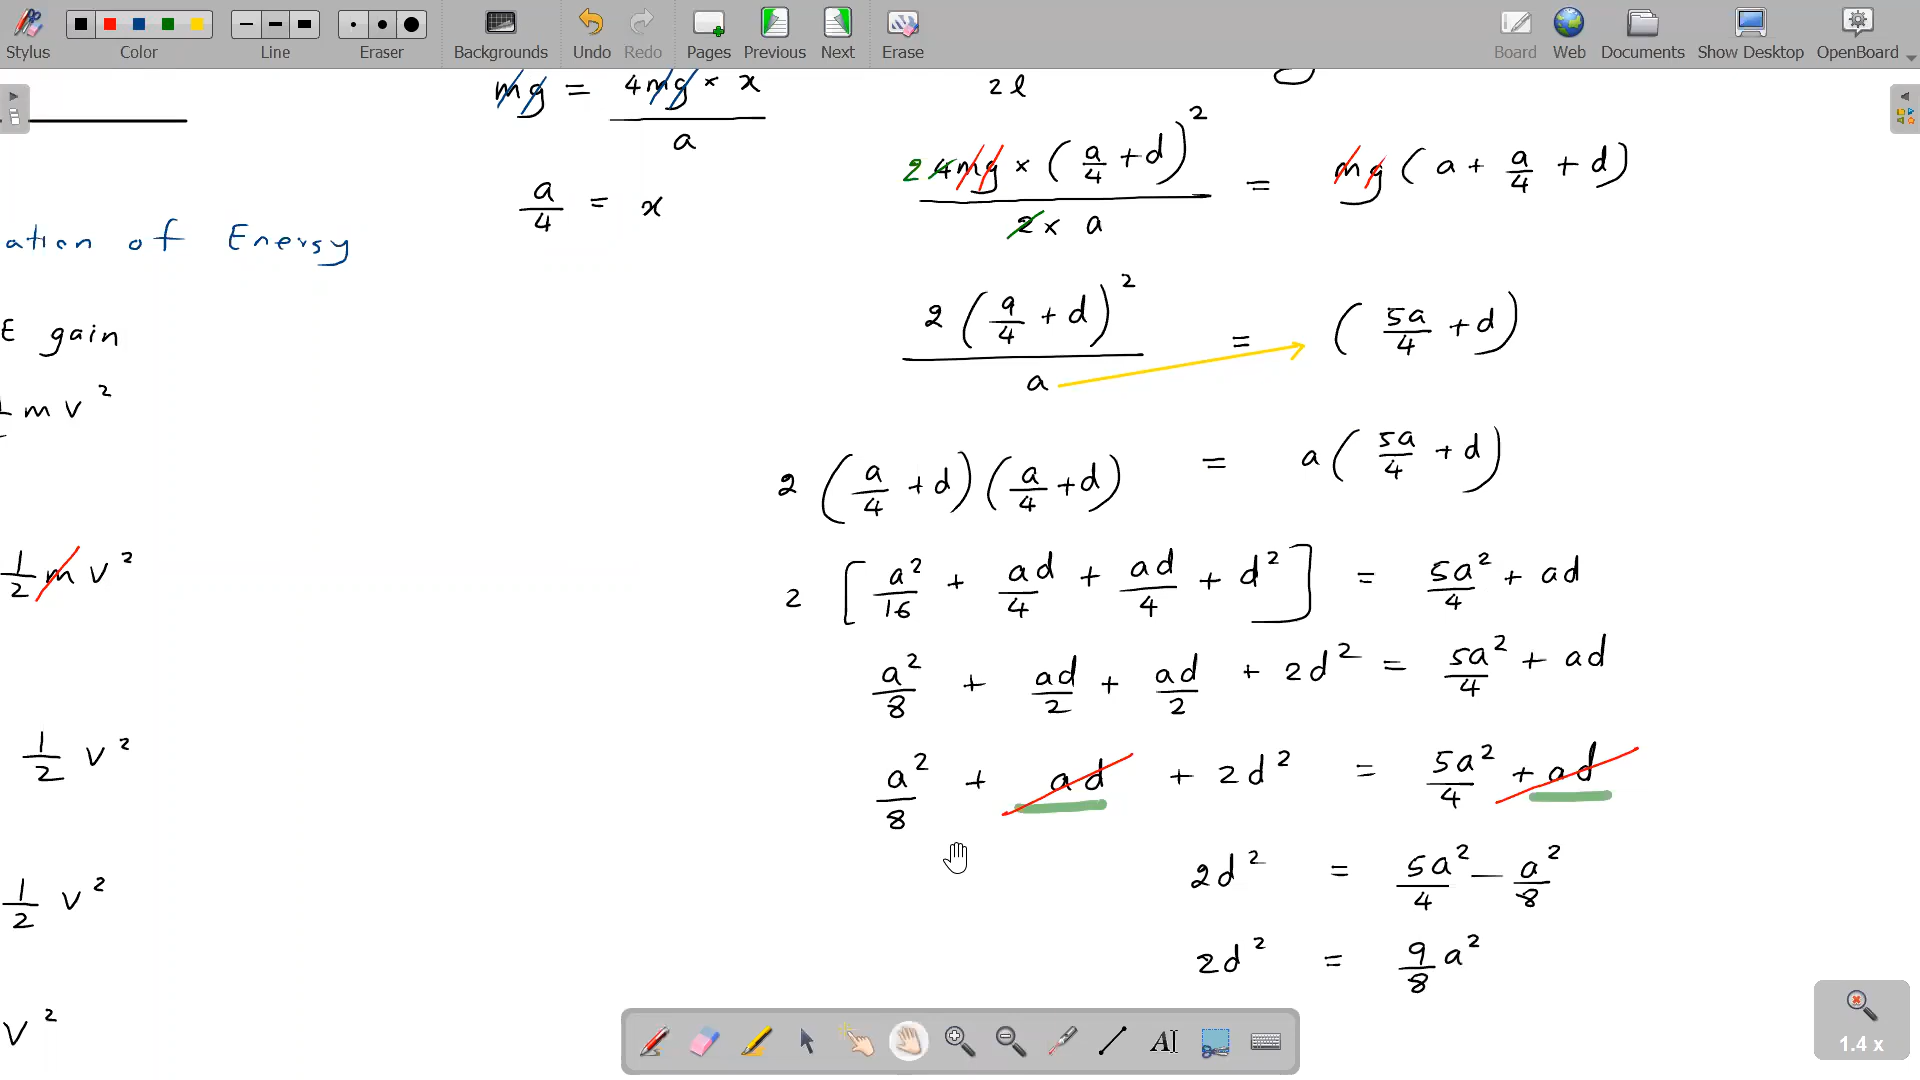 Stylus Color Line Eraser Backgrounds Undo Redo Pages Previous Next Erase Board Web Documents Show Desktop OpenBoard
mg = 4mg × x / a
2l
a/4 = x
24mg × (a/4 + d)² / 2 × a = mg (a + a/4 + d)
ation of Energy
2 (a/4 + d)² / a = (5a/4 + d)
E gain
mv²
2 (a/4 + d)(a/4 + d) = a (5a/4 + d)
1/2 mv²
2 [a²/16 + ad/4 + ad/4 + d²] = 5a²/4 + ad
a²/8 + ad/2 + ad/2 + 2d² = 5a²/4 + ad
1/2 v²
a²/8 + ad + 2d² = 5a²/4 + ad
1/2 v²
2d² = 5a²/4 − a²/8
2d² = 9/8 a²
v²
1.4 x